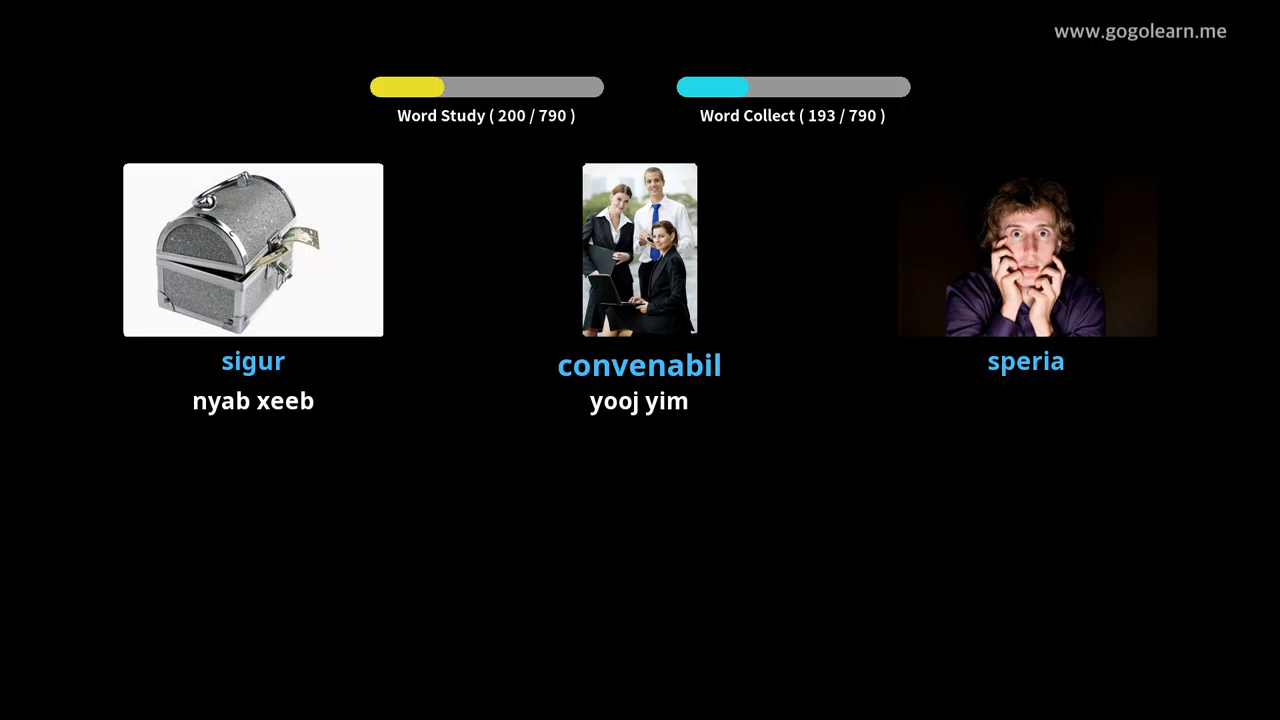 www.gogolearn.me
Word Study ( 200 / 790 )
Word Collect ( 193 / 790 )
sigur
convenabil
speria
nyab xeeb
yooj yim